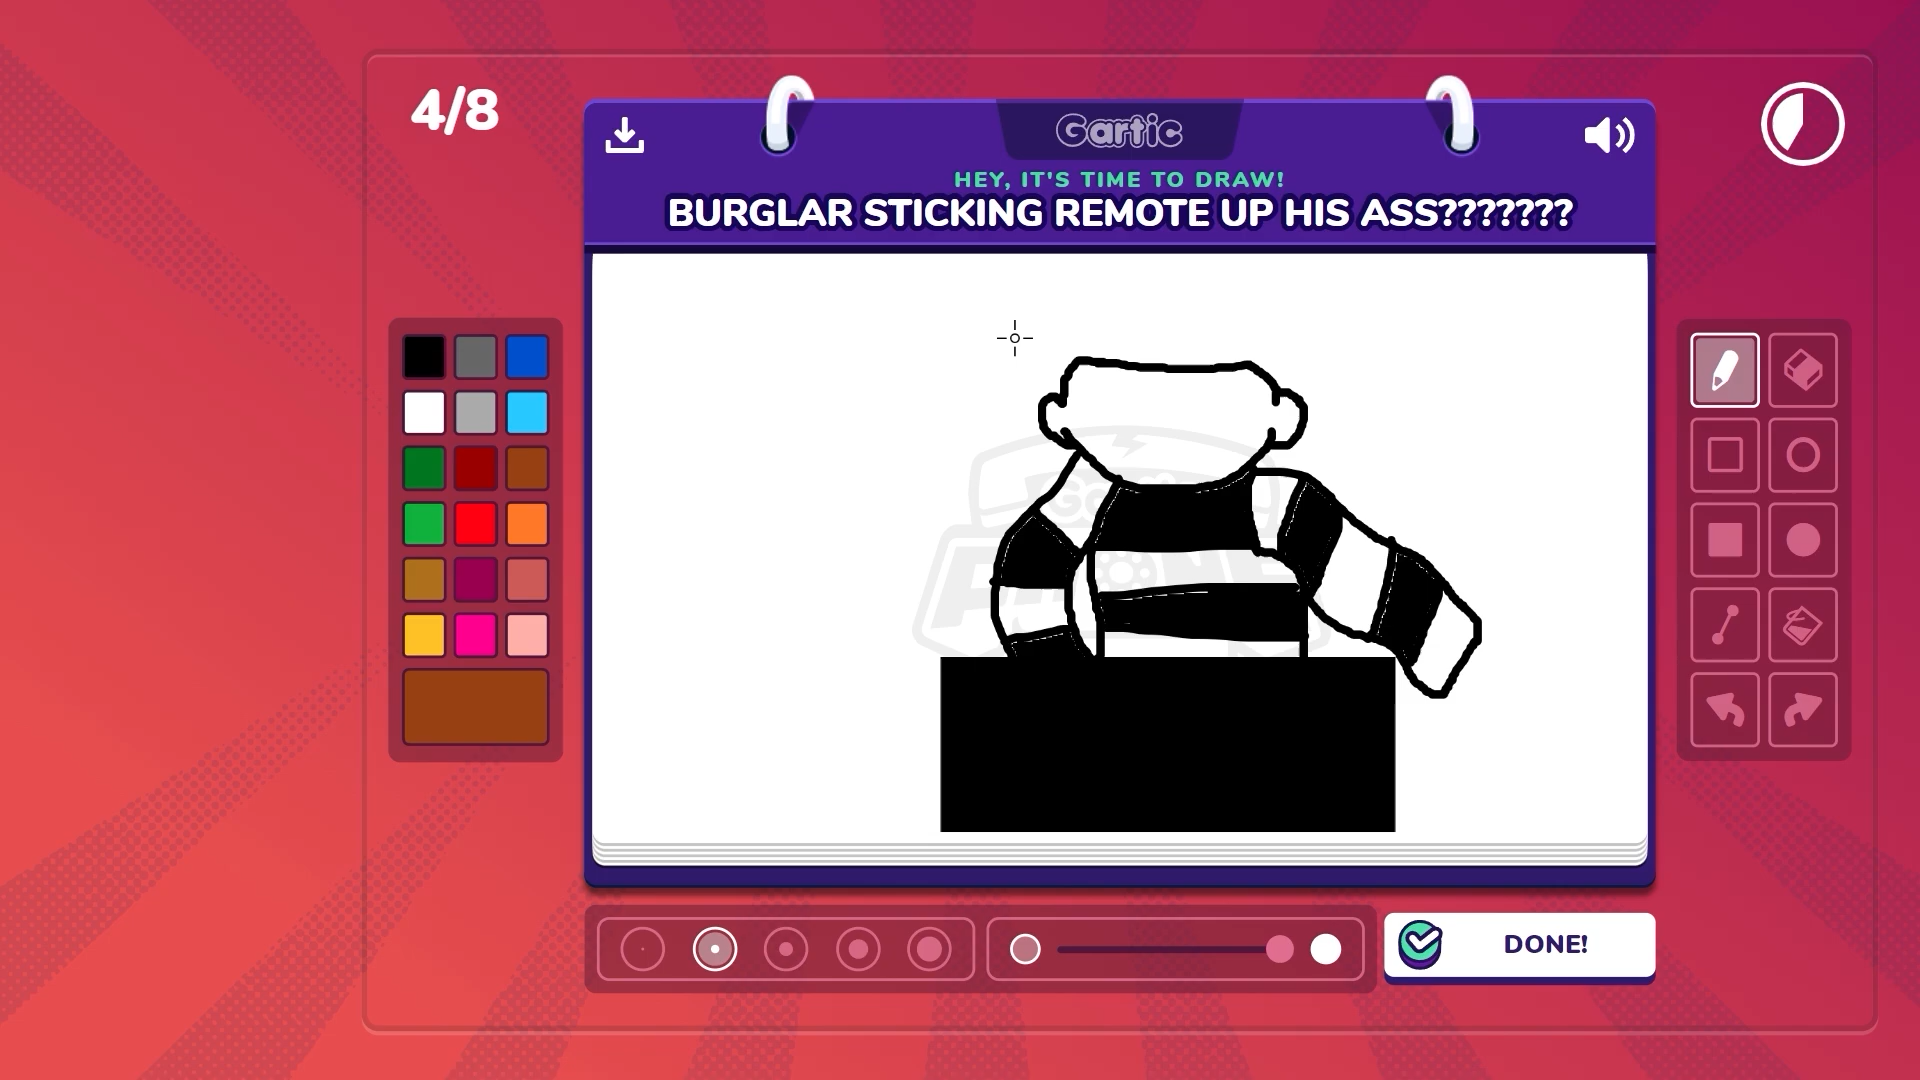 4/8
Gartic
HEY, IT'S TIME TO DRAW!
BURGLAR STICKING REMOTE UP HIS ASS???????
DONE!